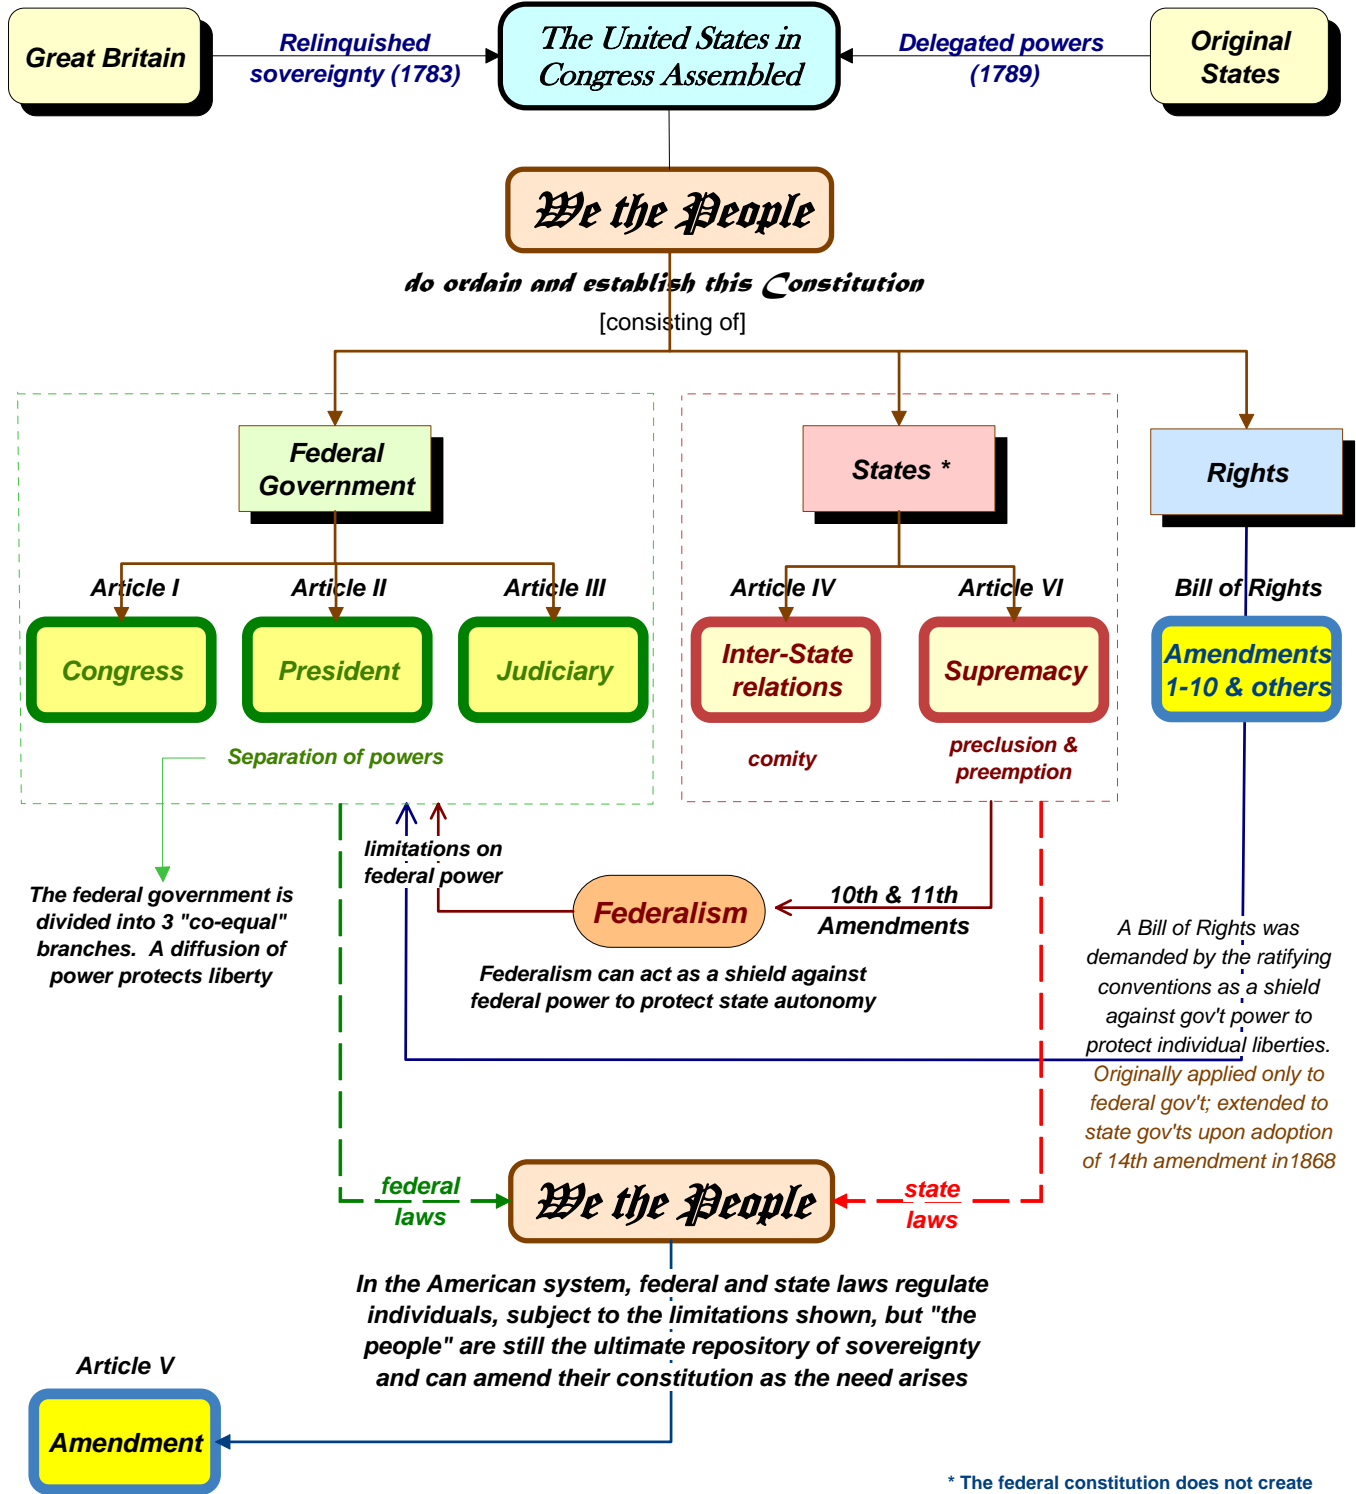 Great Britain
Relinquished
sovereignty (1783)
The United States in
Congress Assembled
Delegated powers
(1789)
Original
States
We the People
do ordain and establish this Constitution
[consisting of]
Federal
Government
States *
Rights
Article I
Article II
Article III
Article IV
Article VI
Bill of Rights
Congress
President
Judiciary
Inter-State
relations
Supremacy
Amendments
1-10 & others
Separation of powers
comity
preclusion &
preemption
limitations on
federal power
The federal government is
divided into 3 "co-equal"
branches.  A diffusion of
power protects liberty
Federalism
10th & 11th
Amendments
Federalism can act as a shield against
federal power to protect state autonomy
A Bill of Rights was
demanded by the ratifying
conventions as a shield
against gov't power to
protect individual liberties.
Originally applied only to
federal gov't; extended to
state gov'ts upon adoption
of 14th amendment in1868
federal
laws
We the People
state
laws
In the American system, federal and state laws regulate
individuals, subject to the limitations shown, but "the
people" are still the ultimate repository of sovereignty
and can amend their constitution as the need arises
Article V
Amendment
* The federal constitution does not create